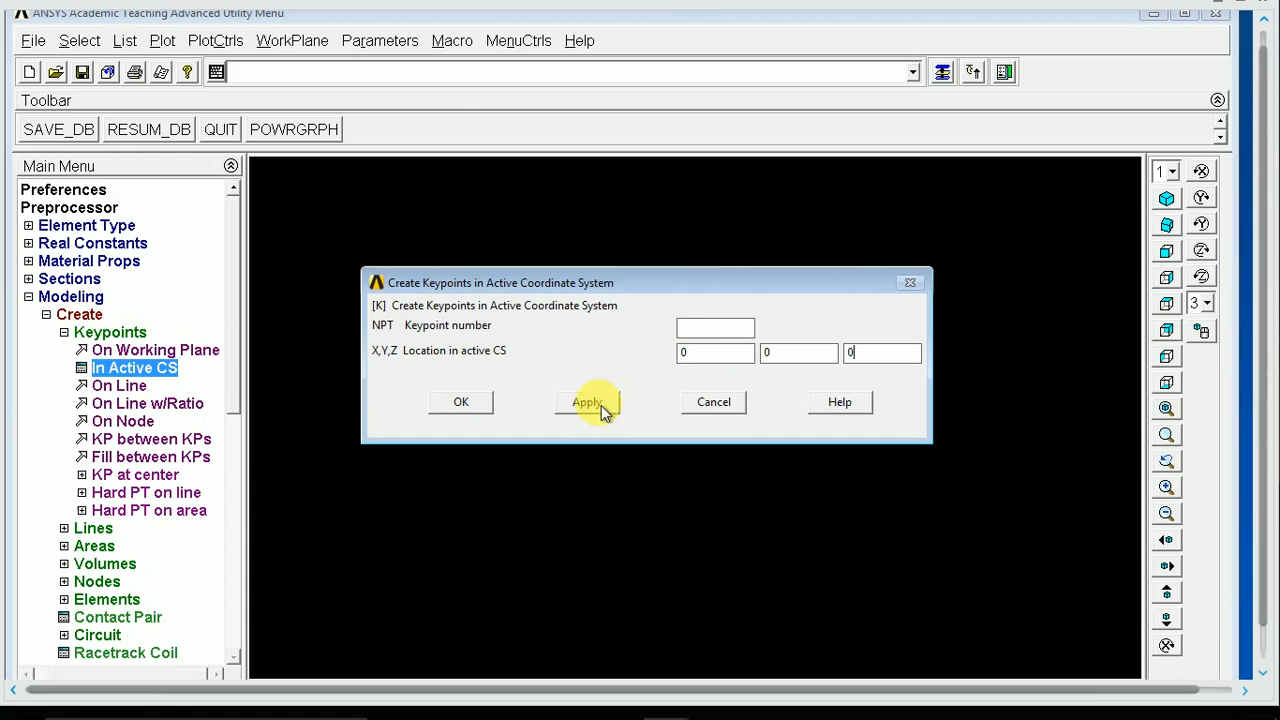 ANSYS Academic Teaching Advanced Utility Menu
File Select List Plot PlotCtrls WorkPlane Parameters Macro MenuCtrls Help
Toolbar
SAVE_DB RESUM_DB QUIT POWRGRPH
Main Menu
1
Preferences
Preprocessor
Element Type
Real Constants
Material Props
Sections
Modeling
Create
Keypoints
On Working Plane
In Active CS
On Line
On Line w/Ratio
On Node
KP between KPs
Fill between KPs
KP at center
Hard PT on line
Hard PT on area
Lines
Areas
Volumes
Nodes
Elements
Contact Pair
Circuit
Racetrack Coil
Create Keypoints in Active Coordinate System
[K] Create Keypoints in Active Coordinate System
NPT Keypoint number
X,Y,Z Location in active CS 0 0 0
OK Apply Cancel Help
X
Y
Y
Z
Z
3
X